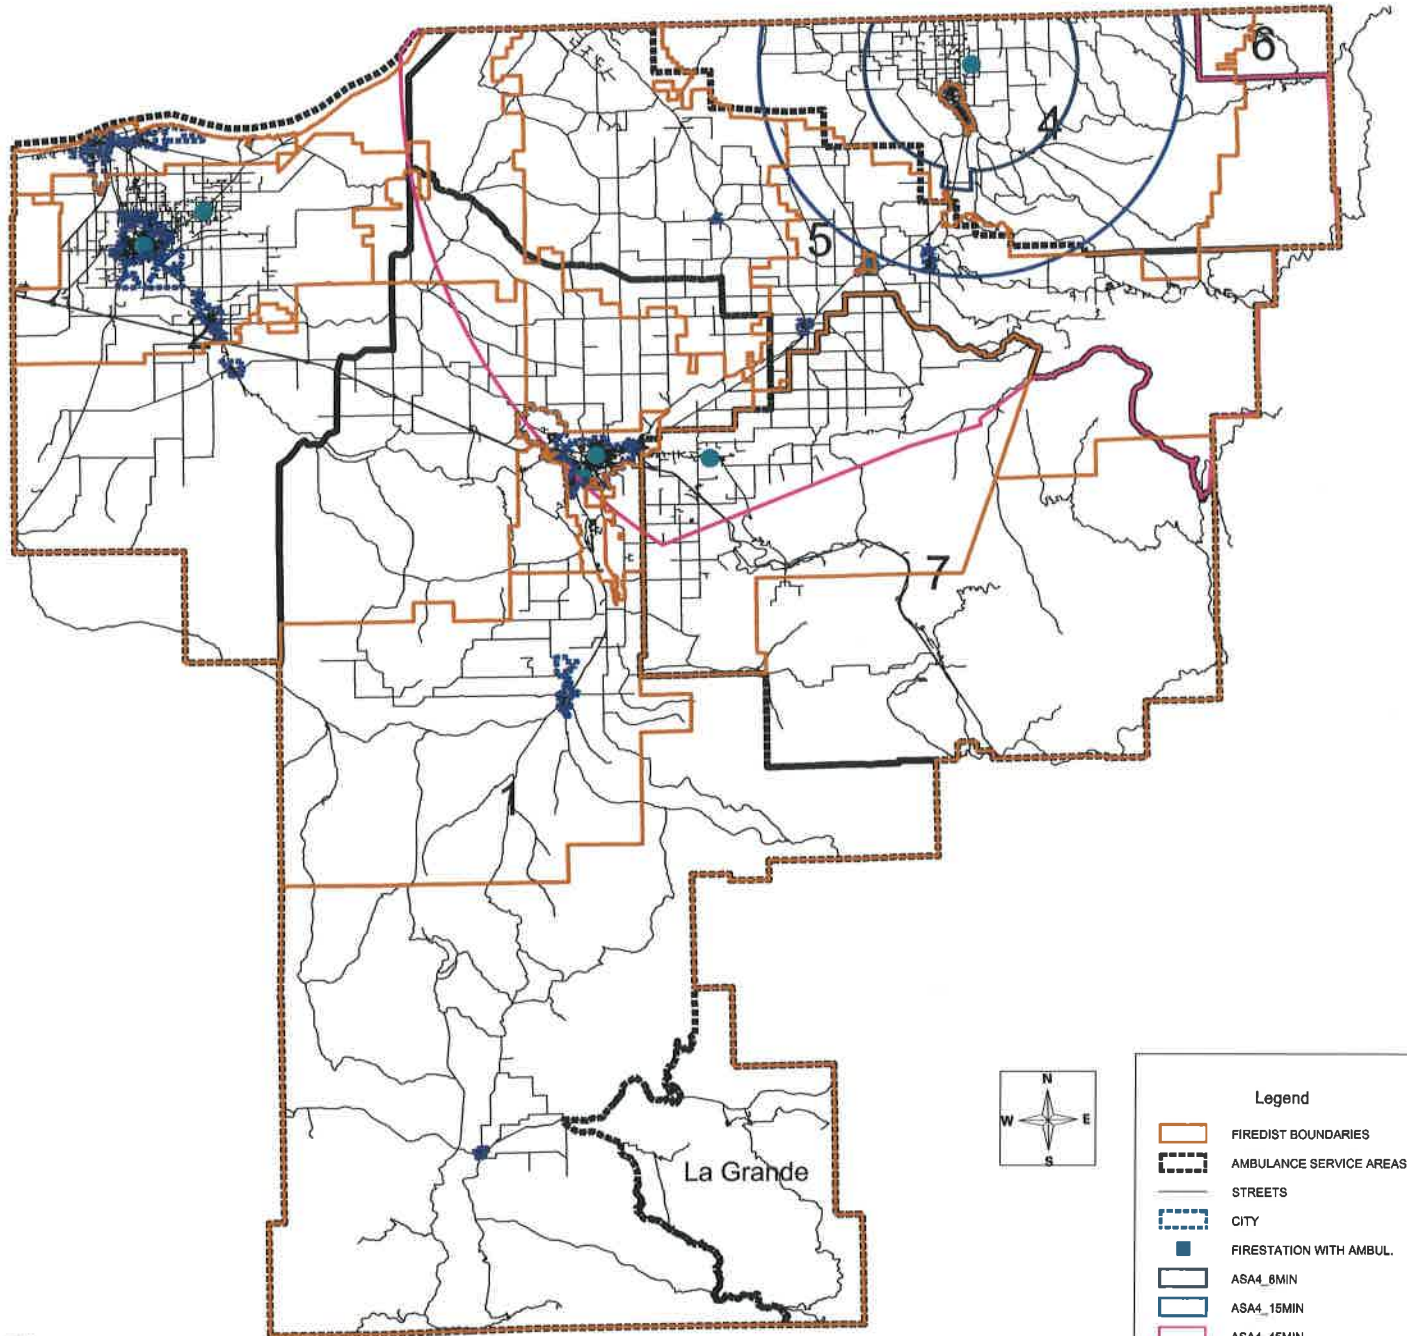 6
4
5
2
7
1
La Grande
N
W E
S
Legend
FIREDIST BOUNDARIES
AMBULANCE SERVICE AREAS
STREETS
CITY
FIRESTATION WITH AMBUL.
ASA4_6MIN
ASA4_15MIN
ASA4_45MIN